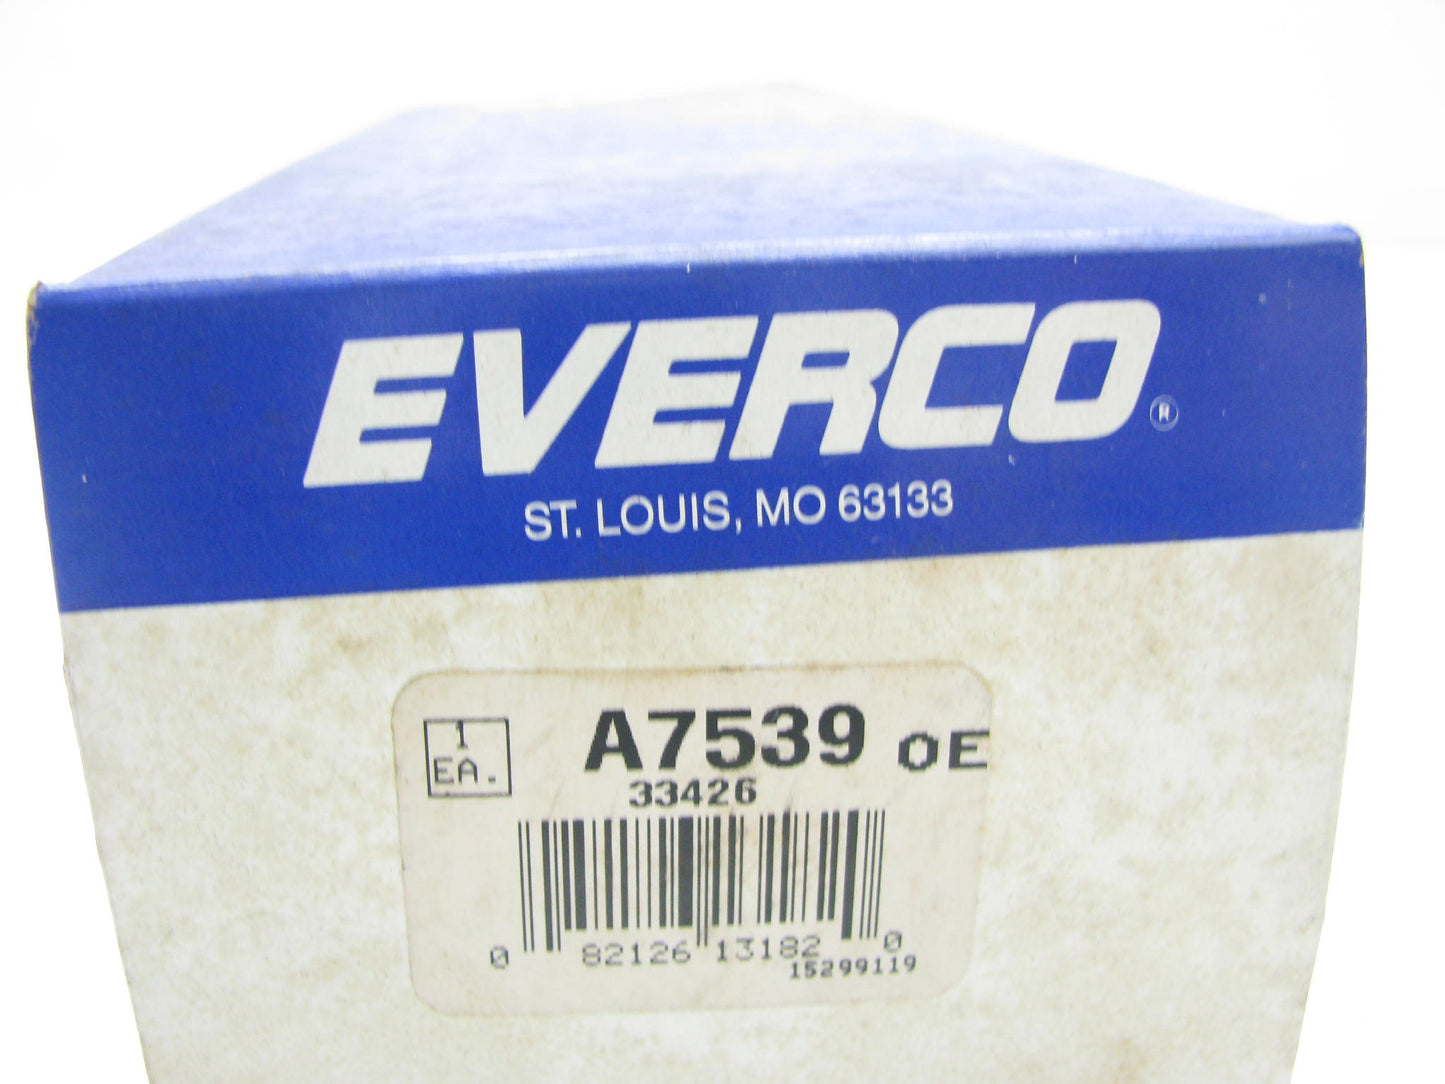 EVERCO ®
ST. LOUIS, MO 63133
1
EA.
A7539 OE
33426
0 82126 13182 0
15299119